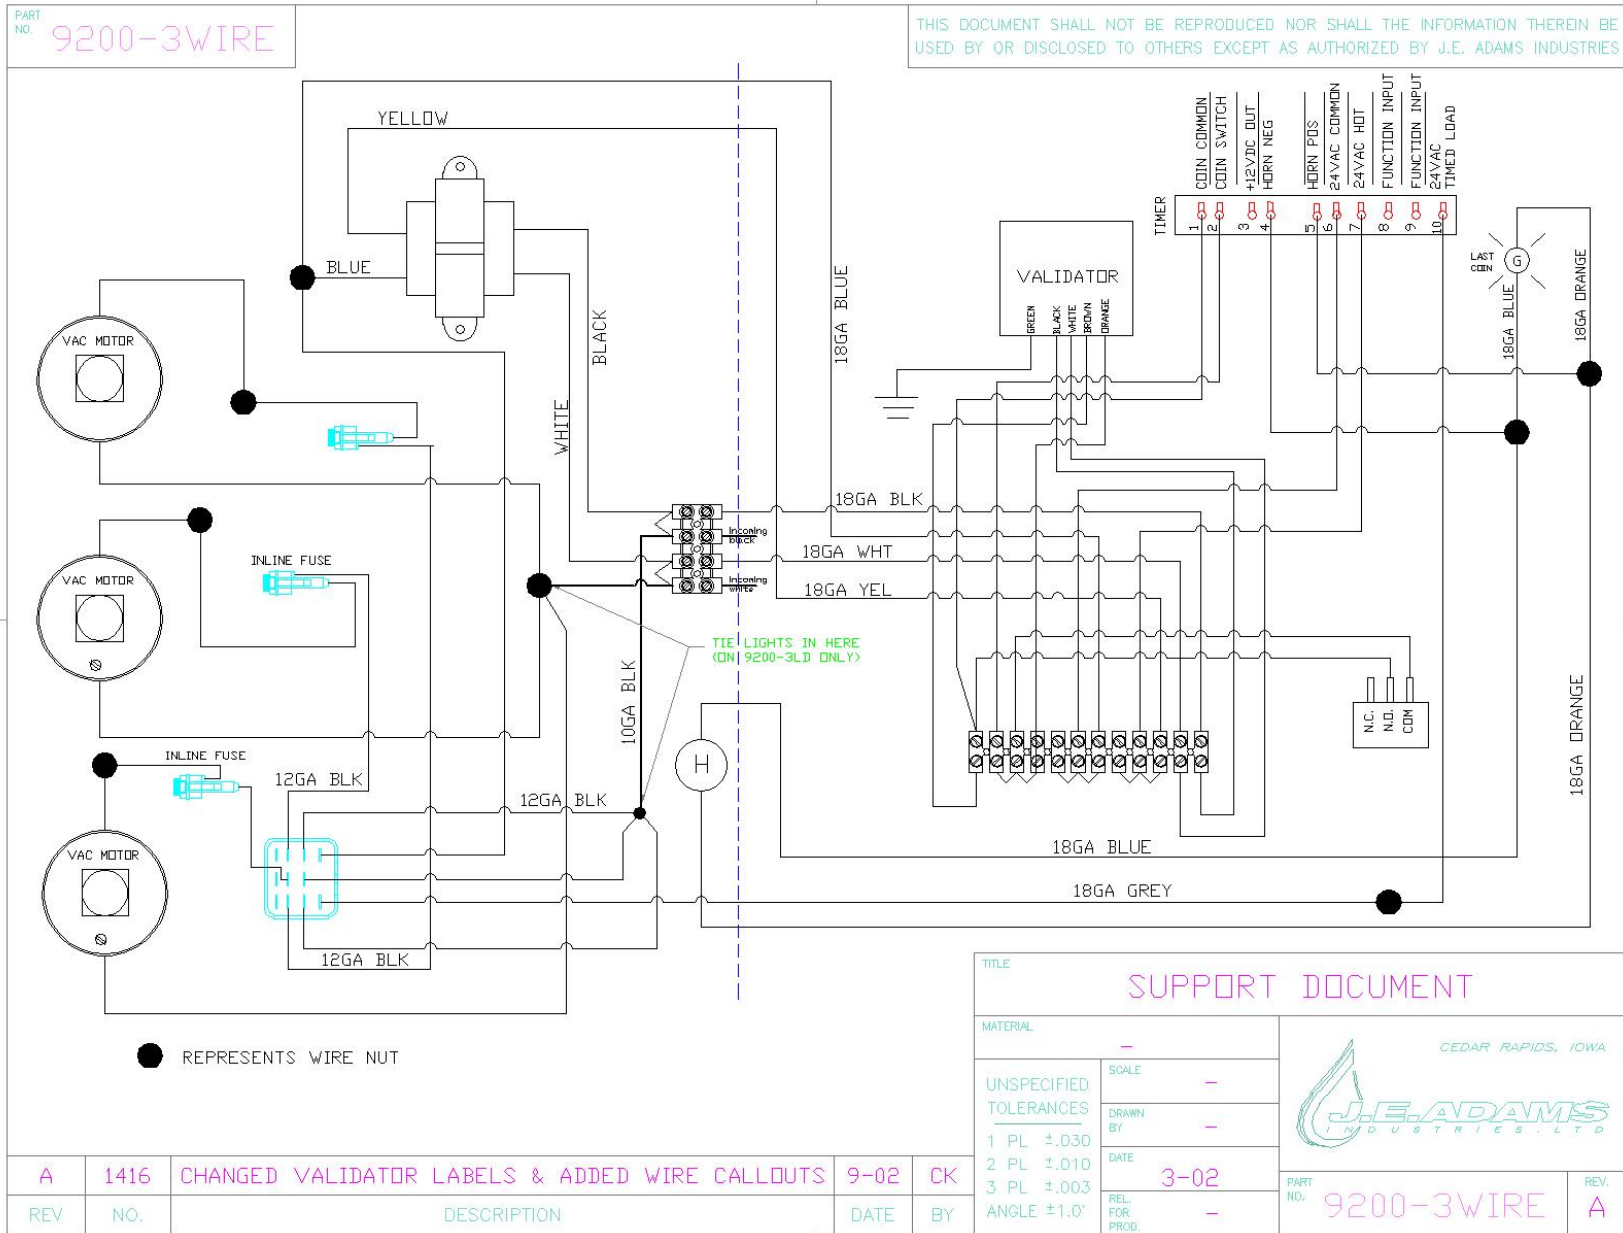 PART
NO.
9200-3WIRE
THIS DOCUMENT SHALL NOT BE REPRODUCED NOR SHALL THE INFORMATION THEREIN BE
USED BY OR DISCLOSED TO OTHERS EXCEPT AS AUTHORIZED BY J.E. ADAMS INDUSTRIES
YELLOW
BLUE
BLACK
WHITE
18GA BLUE
VAC MOTOR
VAC MOTOR
VAC MOTOR
INLINE FUSE
INLINE FUSE
12GA BLK
12GA BLK
12GA BLK
10GA BLK
Incoming
black
Incoming
white
18GA BLK
18GA WHT
18GA YEL
TIE LIGHTS IN HERE
(ON 9200-3LD ONLY)
H
VALIDATOR
GREEN
BLACK
WHITE
BROWN
ORANGE
TIMER
COIN COMMON
COIN SWITCH
+12VDC OUT
HORN NEG
HORN POS
24VAC COMMON
24VAC HOT
FUNCTION INPUT
FUNCTION INPUT
24VAC
TIMED LOAD
1
2
3
4
5
6
7
8
9
10
LAST
COIN
G
18GA BLUE
18GA ORANGE
18GA ORANGE
N.C.
N.O.
COM
18GA BLUE
18GA GREY
REPRESENTS WIRE NUT
TITLE
SUPPORT DOCUMENT
MATERIAL
-
UNSPECIFIED
TOLERANCES
1 PL ±.030
2 PL ±.010
3 PL ±.003
ANGLE ±1.0°
SCALE
-
DRAWN
BY
-
DATE
3-02
REL.
FOR
PROD.
-
CEDAR RAPIDS, IOWA
J.E.ADAMS
INDUSTRIES.LTD
PART
NO.
9200-3WIRE
REV.
A
A 1416 CHANGED VALIDATOR LABELS & ADDED WIRE CALLOUTS 9-02 CK
REV NO. DESCRIPTION DATE BY